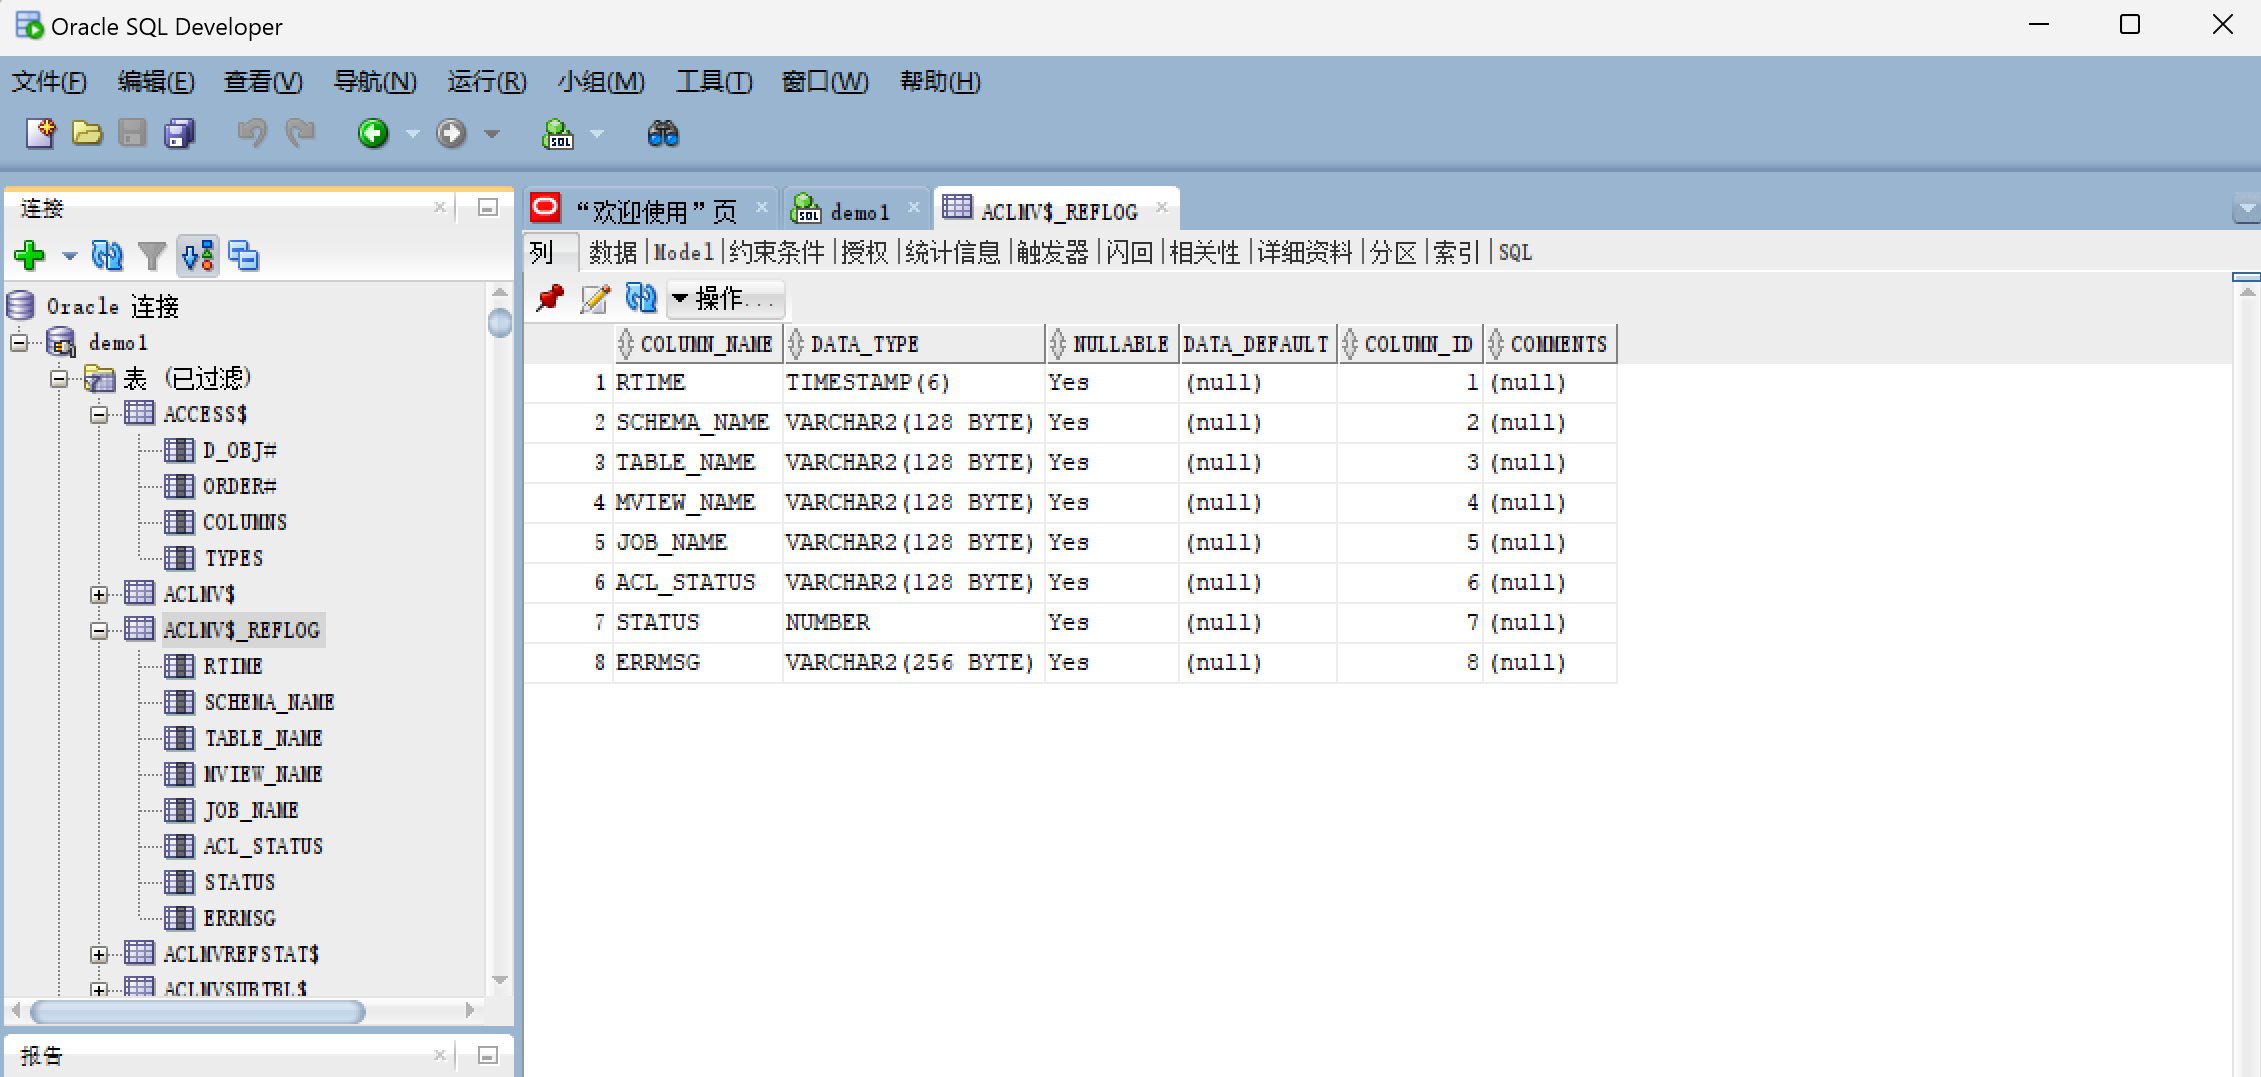 Oracle SQL Developer
文件(F) 编辑(E) 查看(V) 导航(N) 运行(R) 小组(M) 工具(T) 窗口(W) 帮助(H)
连接
Oracle 连接
demo1
表 (已过滤)
ACCESS$
D_OBJ#
ORDER#
COLUMNS
TYPES
ACLMV$
ACLMV$_REFLOG
RTIME
SCHEMA_NAME
TABLE_NAME
MVIEW_NAME
JOB_NAME
ACL_STATUS
STATUS
ERRMSG
ACLMVREFSTAT$
ACLMVSUBTBL$
报告
“欢迎使用”页 demo1 ACLMV$_REFLOG
列 数据 Model 约束条件 授权 统计信息 触发器 闪回 相关性 详细资料 分区 索引 SQL
操作...
COLUMN_NAME DATA_TYPE NULLABLE DATA_DEFAULT COLUMN_ID COMMENTS
1 RTIME TIMESTAMP(6) Yes (null) 1 (null)
2 SCHEMA_NAME VARCHAR2(128 BYTE) Yes (null) 2 (null)
3 TABLE_NAME VARCHAR2(128 BYTE) Yes (null) 3 (null)
4 MVIEW_NAME VARCHAR2(128 BYTE) Yes (null) 4 (null)
5 JOB_NAME VARCHAR2(128 BYTE) Yes (null) 5 (null)
6 ACL_STATUS VARCHAR2(128 BYTE) Yes (null) 6 (null)
7 STATUS NUMBER Yes (null) 7 (null)
8 ERRMSG VARCHAR2(256 BYTE) Yes (null) 8 (null)